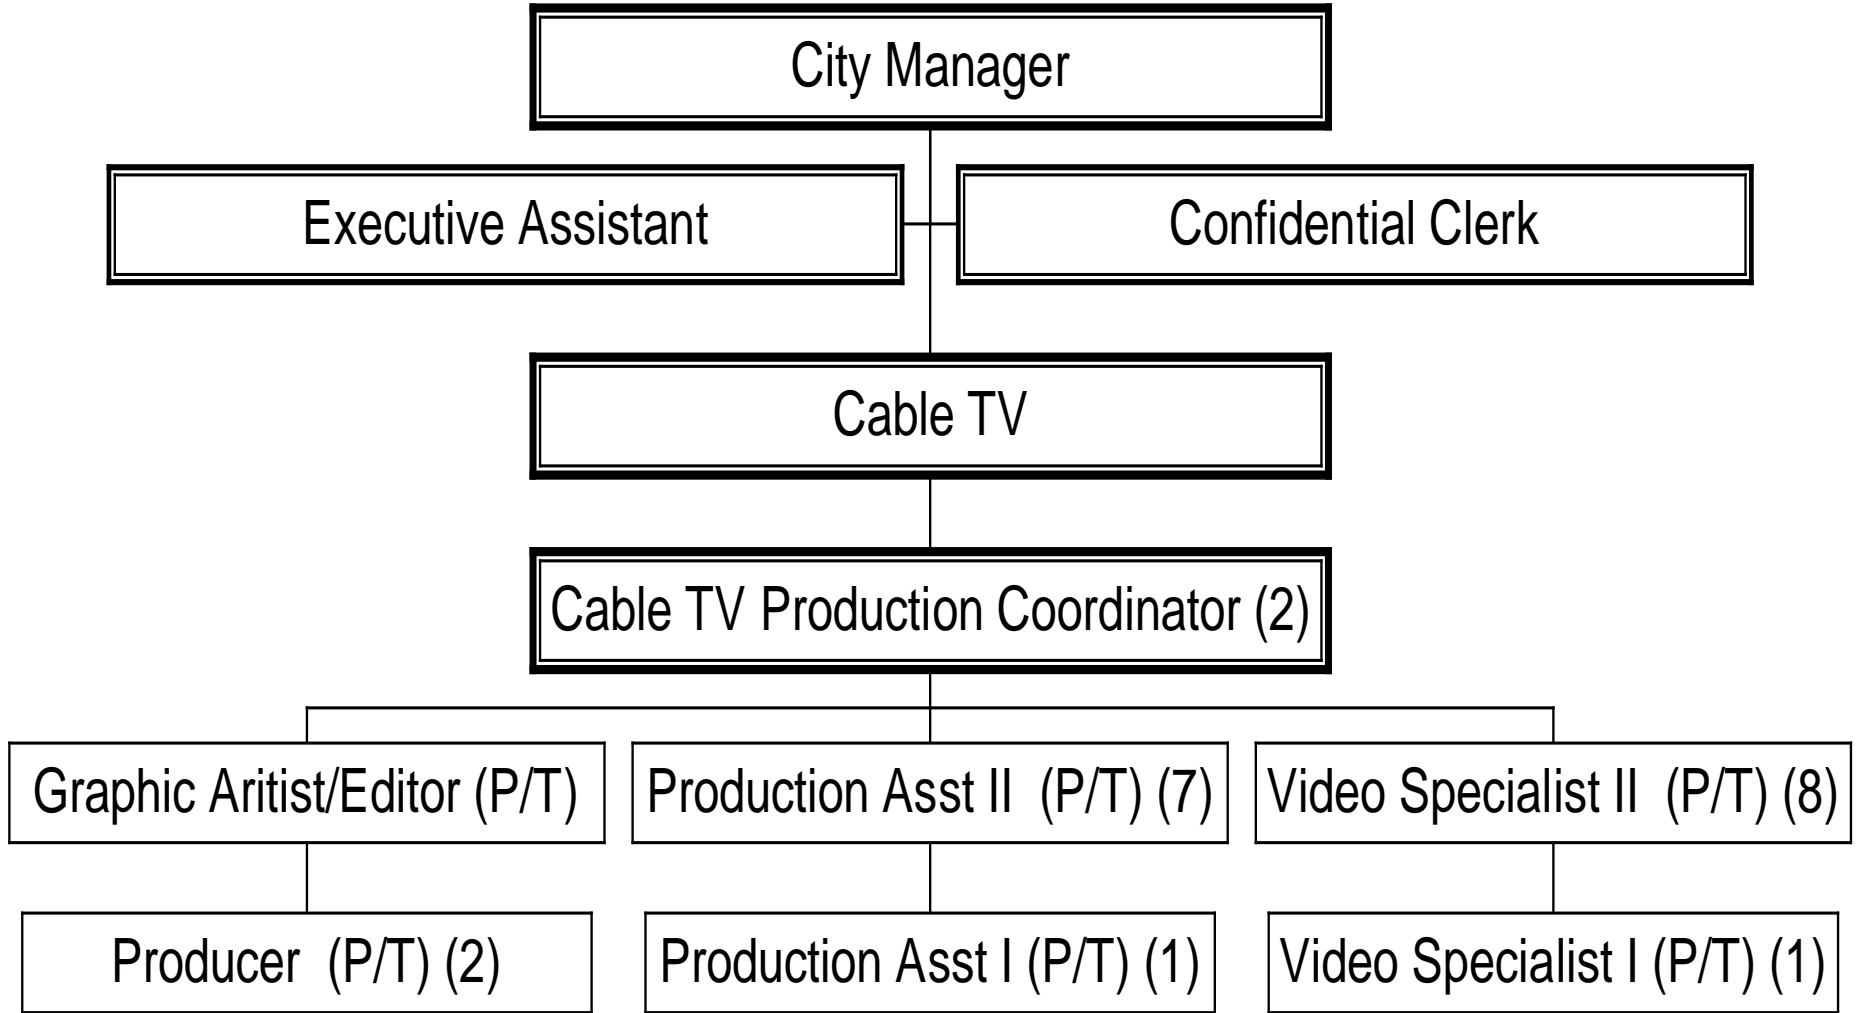 City Manager
Executive Assistant
Confidential Clerk
Cable TV
Cable TV Production Coordinator (2)
Graphic Aritist/Editor (P/T)
Production Asst II (P/T) (7)
Video Specialist II (P/T) (8)
Producer (P/T) (2)
Production Asst I (P/T) (1)
Video Specialist I (P/T) (1)